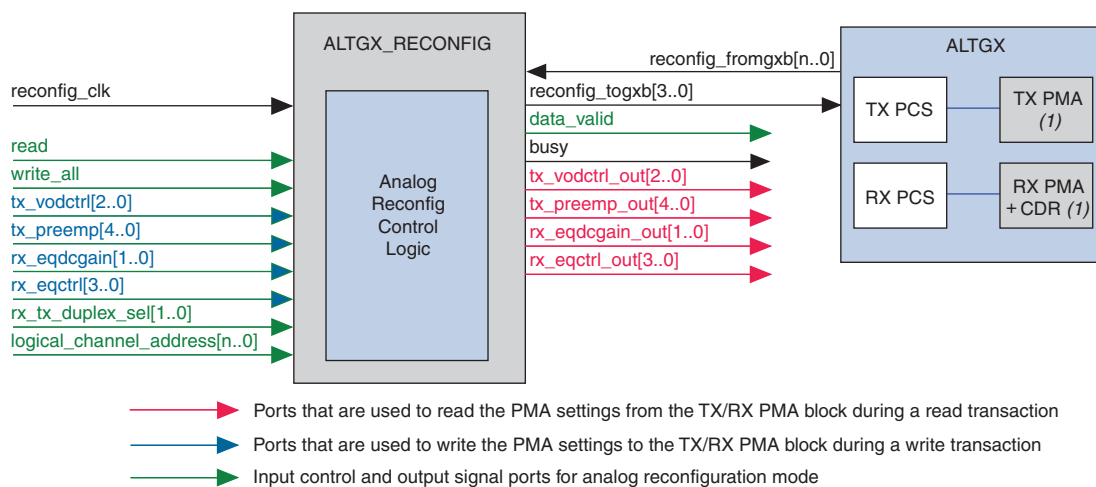 ALTGX_RECONFIG
reconfig_clk
read
write_all
tx_vodctrl[2..0]
tx_preemp[4..0]
rx_eqdcgain[1..0]
rx_eqctrl[3..0]
rx_tx_duplex_sel[1..0]
logical_channel_address[n..0]
Analog
Reconfig
Control
Logic
reconfig_fromgxb[n..0]
reconfig_togxb[3..0]
data_valid
busy
tx_vodctrl_out[2..0]
tx_preemp_out[4..0]
rx_eqdcgain_out[1..0]
rx_eqctrl_out[3..0]
ALTGX
TX PCS
TX PMA
(1)
RX PCS
RX PMA
+ CDR (1)
Ports that are used to read the PMA settings from the TX/RX PMA block during a read transaction
Ports that are used to write the PMA settings to the TX/RX PMA block during a write transaction
Input control and output signal ports for analog reconfiguration mode